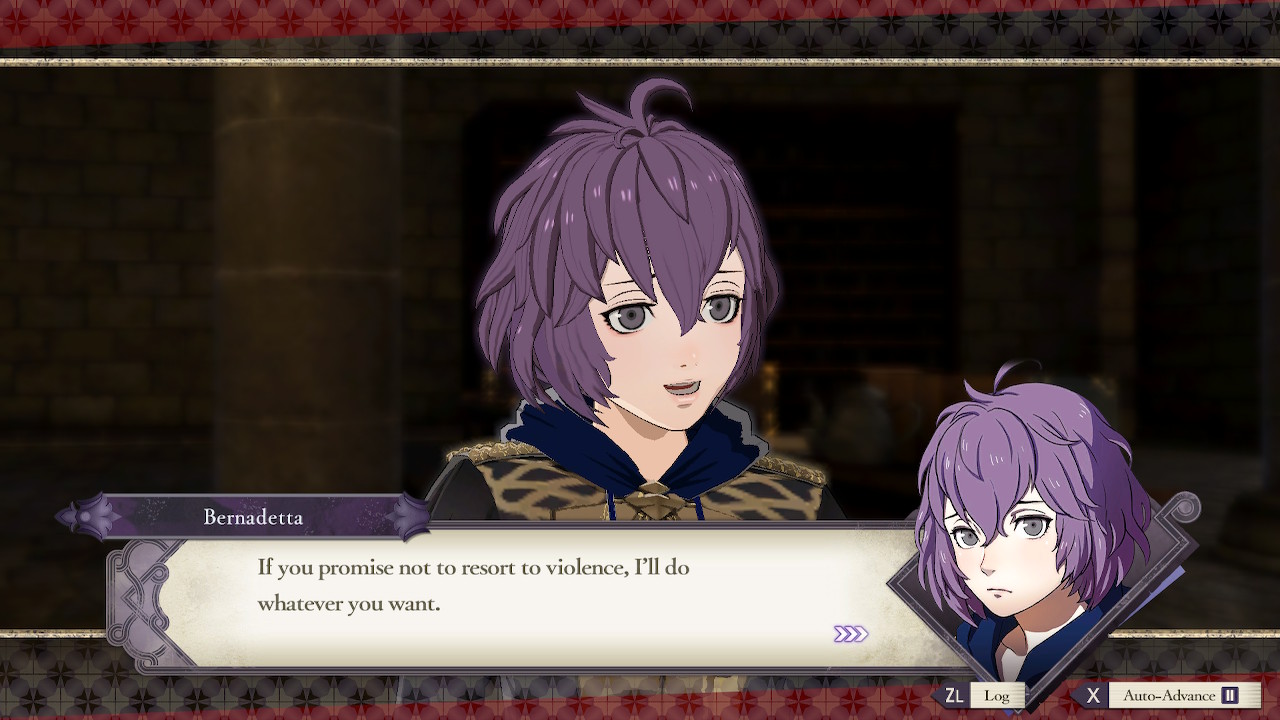 Bernadetta
If you promise not to resort to violence, I'll do
whatever you want.
ZL Log
X Auto-Advance